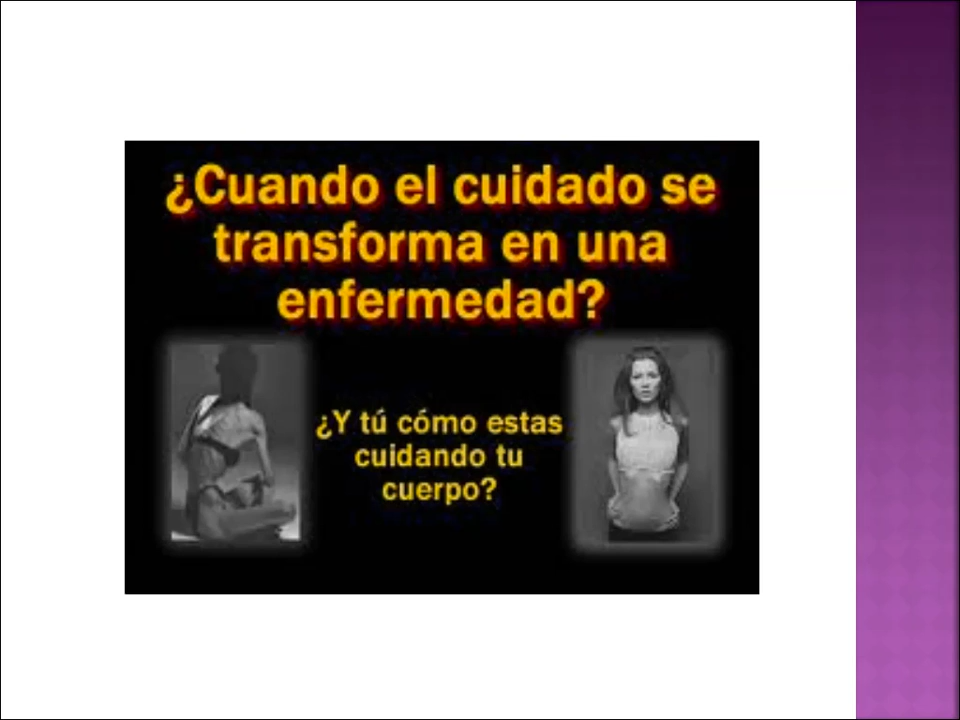 ¿Cuando el cuidado se
transforma en una
enfermedad?
¿Y tú cómo estas
cuidando tu
cuerpo?